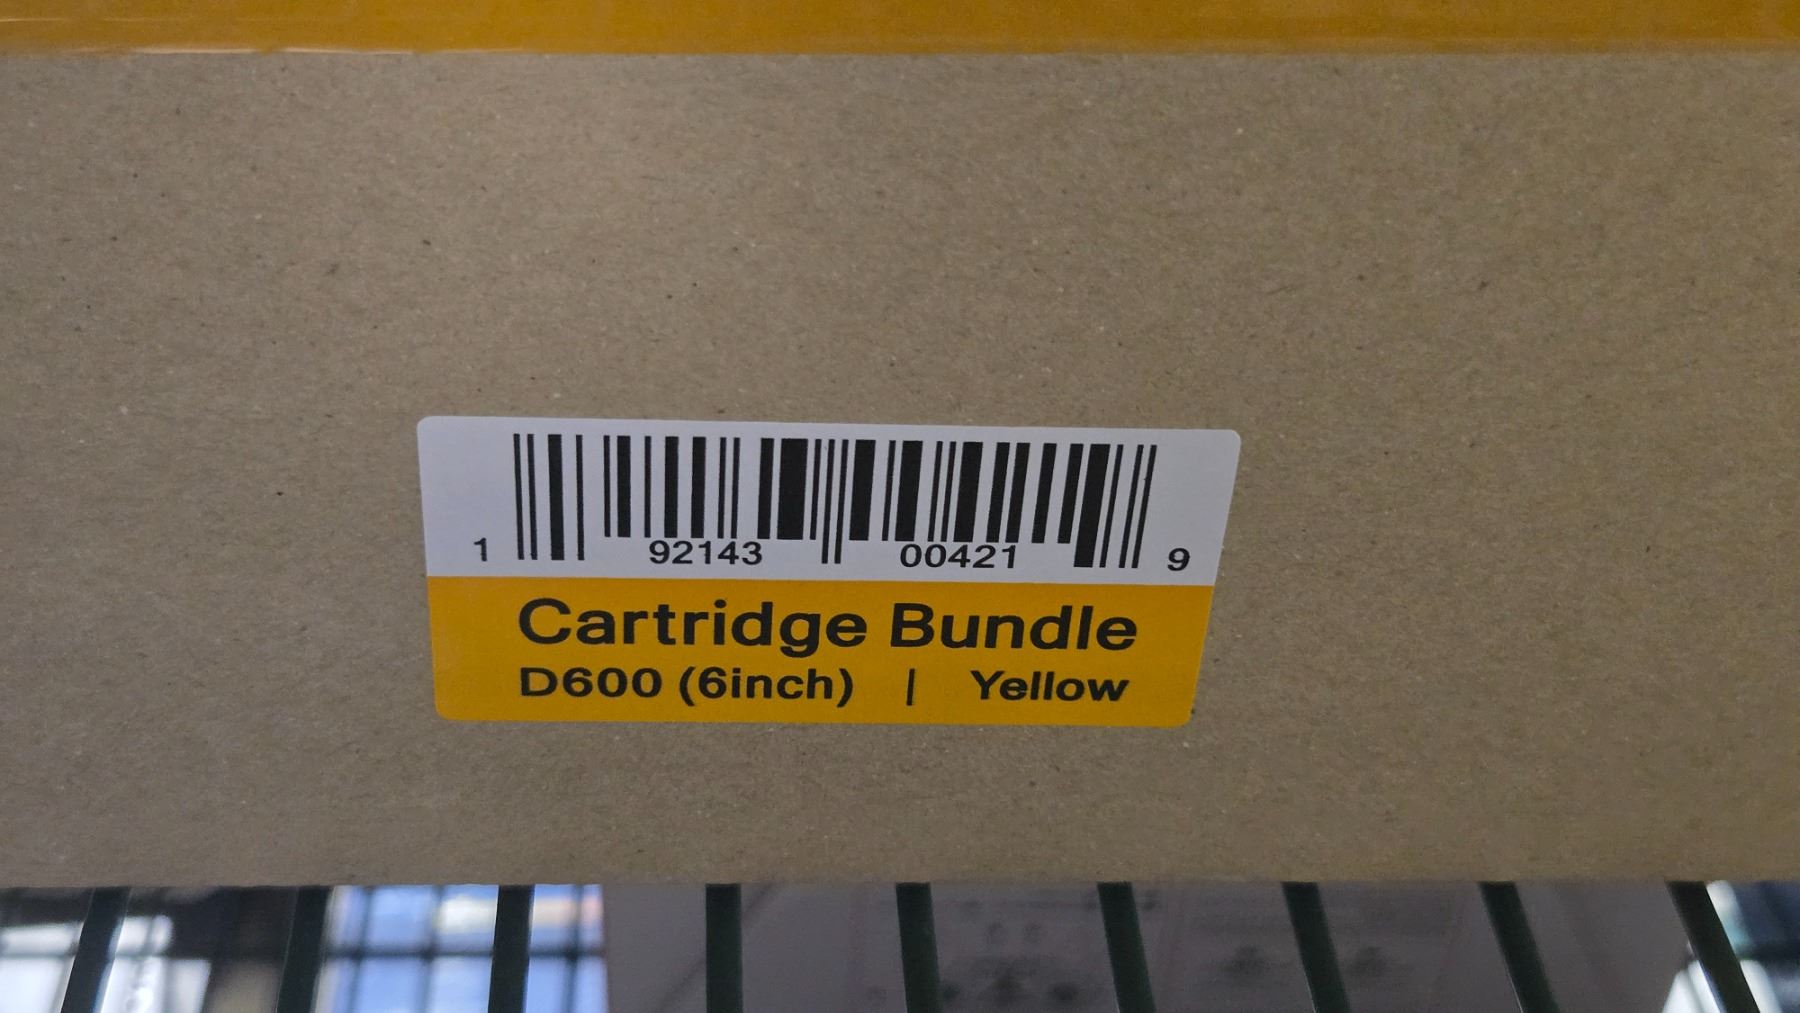 1 92143 00421 9
Cartridge Bundle
D600 (6inch) | Yellow